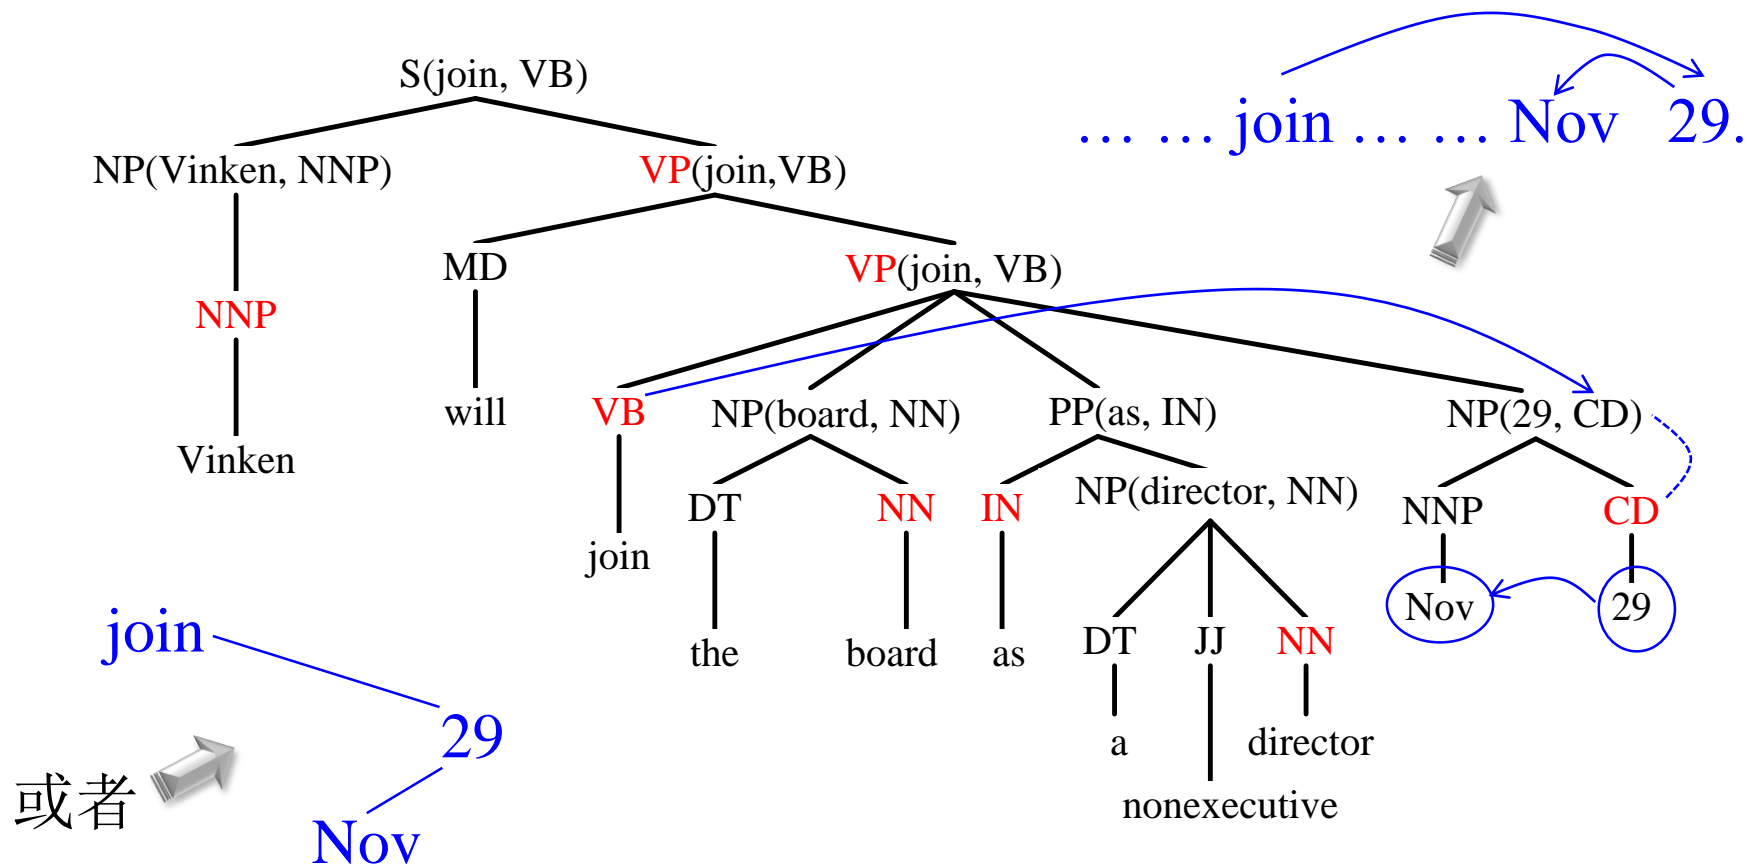 S(join, VB)
… … join … … Nov 29.
NP(Vinken, NNP) VP(join,VB)
MD VP(join, VB)
NNP
will VB NP(board, NN) PP(as, IN) NP(29, CD)
Vinken
DT NN IN NP(director, NN) NNP CD
join
Nov 29
join
the board as DT JJ NN
29
a director
或者
nonexecutive
Nov